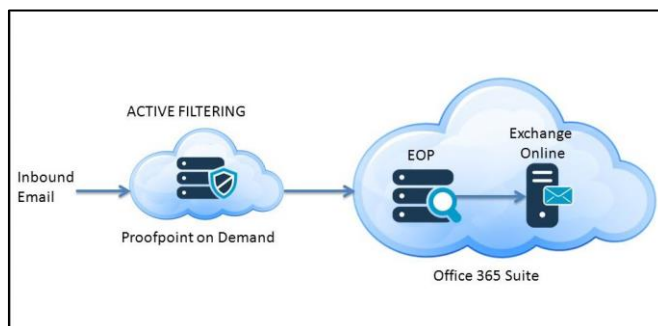 ACTIVE FILTERING
Inbound
Email
Proofpoint on Demand
EOP
Exchange
Online
Office 365 Suite